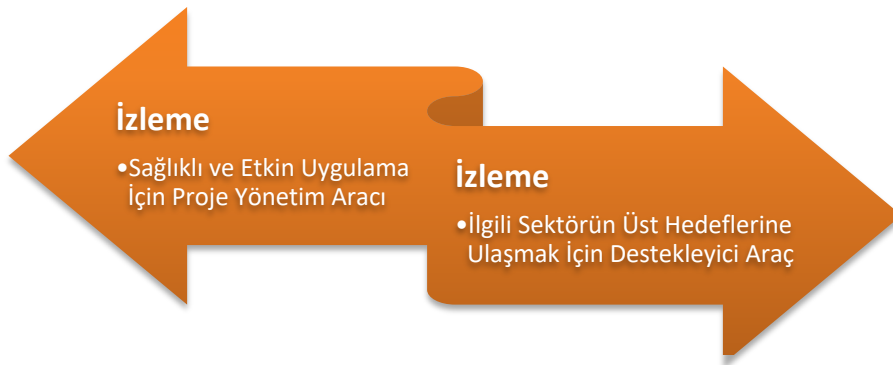 İzleme
•Sağlıklı ve Etkin Uygulama
İçin Proje Yönetim Aracı
İzleme
•İlgili Sektörün Üst Hedeflerine
Ulaşmak İçin Destekleyici Araç